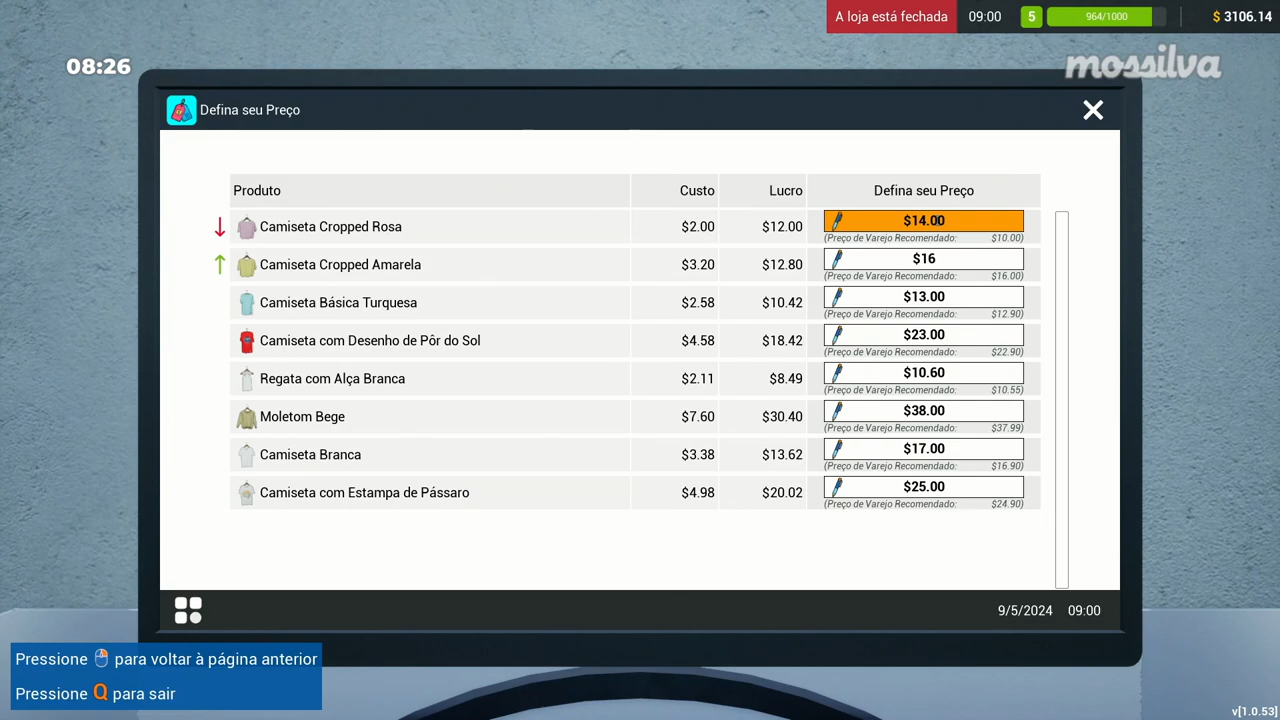 A loja está fechada 09:00 5 964/1000 $ 3106.14
08:26
mossilva
Defina seu Preço
Produto Custo Lucro Defina seu Preço
Camiseta Cropped Rosa $2.00 $12.00 $14.00
(Preço de Varejo Recomendado: $10.00)
Camiseta Cropped Amarela $3.20 $12.80 $16
(Preço de Varejo Recomendado: $16.00)
Camiseta Básica Turquesa $2.58 $10.42 $13.00
(Preço de Varejo Recomendado: $12.90)
Camiseta com Desenho de Pôr do Sol $4.58 $18.42 $23.00
(Preço de Varejo Recomendado: $22.90)
Regata com Alça Branca $2.11 $8.49 $10.60
(Preço de Varejo Recomendado: $10.55)
Moletom Bege $7.60 $30.40 $38.00
(Preço de Varejo Recomendado: $37.99)
Camiseta Branca $3.38 $13.62 $17.00
(Preço de Varejo Recomendado: $16.90)
Camiseta com Estampa de Pássaro $4.98 $20.02 $25.00
(Preço de Varejo Recomendado: $24.90)
9/5/2024 09:00
Pressione para voltar à página anterior
Pressione Q para sair
v[1.0.53]